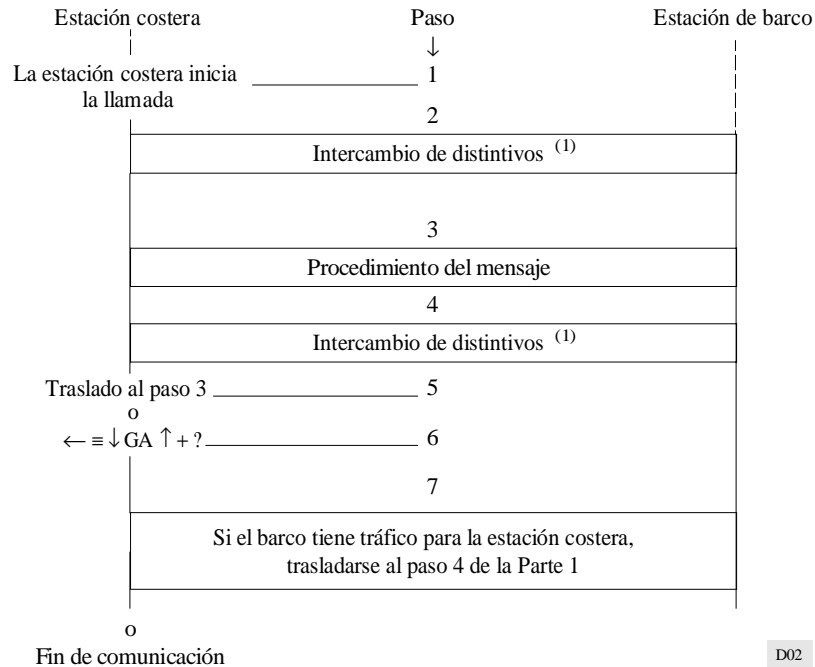 Estación costera Paso Estación de barco
↓
La estación costera inicia 1
la llamada
2
Intercambio de distintivos (1)
3
Procedimiento del mensaje
4
Intercambio de distintivos (1)
Traslado al paso 3 5
o
← ≡ ↓ GA ↑ + ? 6
7
Si el barco tiene tráfico para la estación costera,
trasladarse al paso 4 de la Parte 1
o
Fin de comunicación
D02